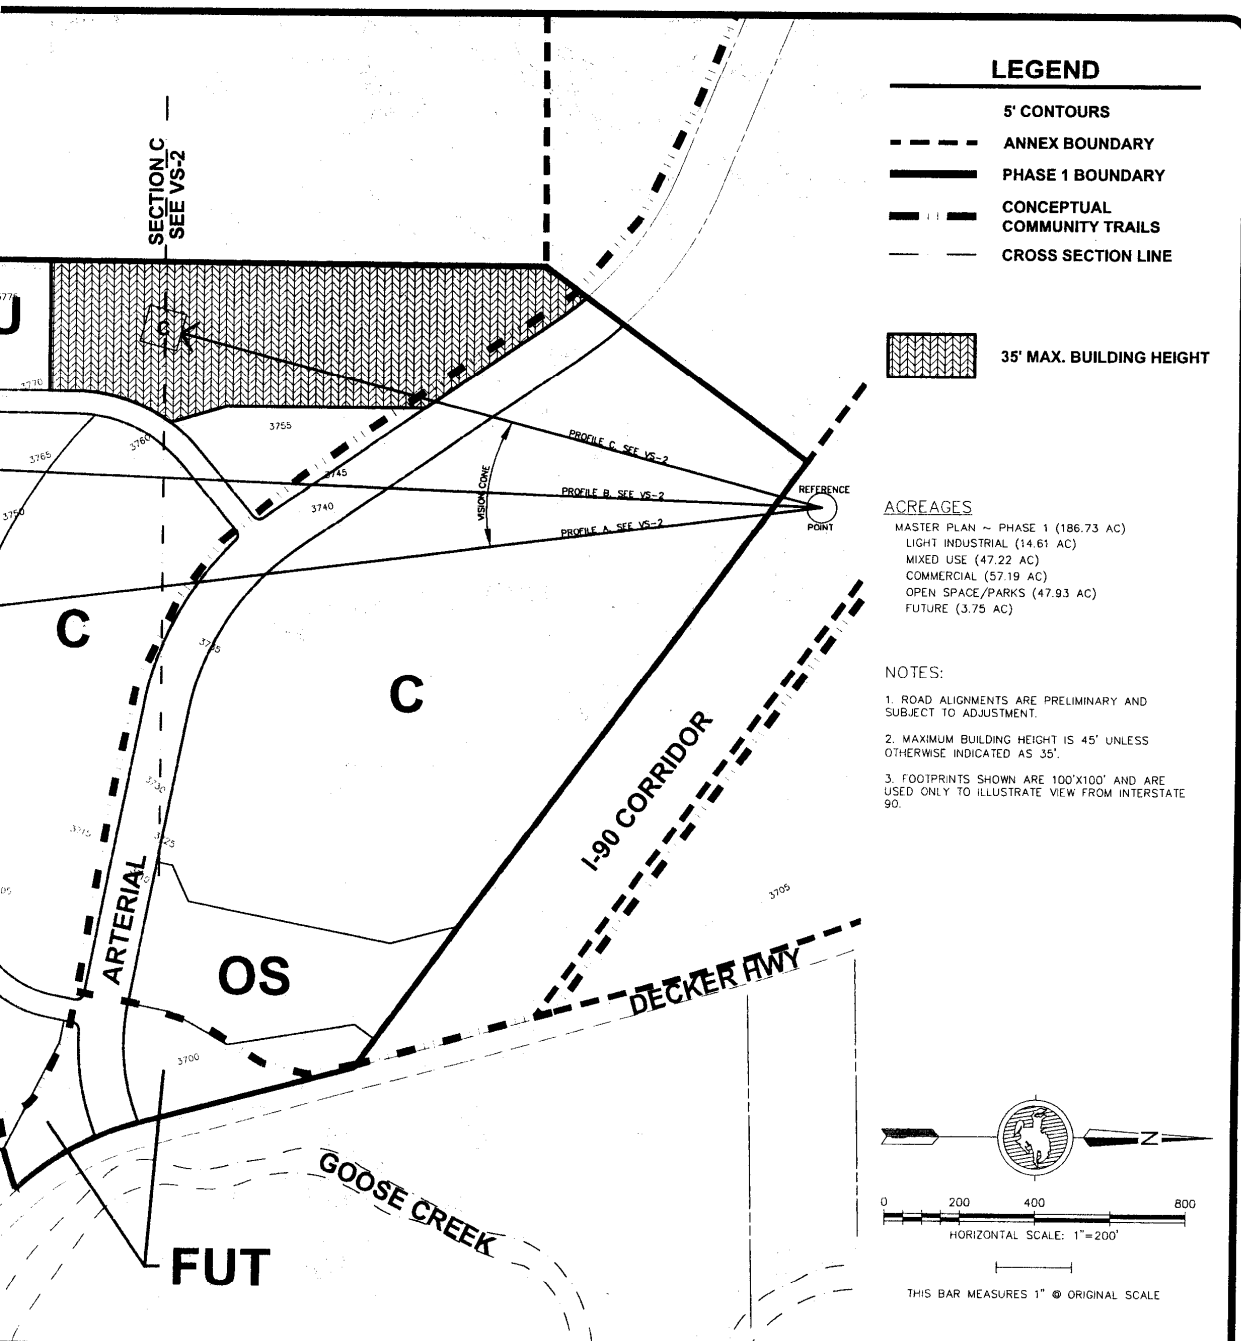 LEGEND
5' CONTOURS
ANNEX BOUNDARY
PHASE 1 BOUNDARY
CONCEPTUAL
COMMUNITY TRAILS
CROSS SECTION LINE
35' MAX. BUILDING HEIGHT
SECTION C
SEE VS-2
U
C
3770
3755
3760
3765
3750
3745
3740
PROFILE C. SEE VS-2
PROFILE B. SEE VS-2
PROFILE A. SEE VS-2
VISION CONE
REFERENCE
POINT
C
C
3730
3725
ARTERIAL
OS
3700
I-90 CORRIDOR
3705
DECKER HWY
GOOSE CREEK
FUT
ACREAGES
MASTER PLAN ~ PHASE 1 (186.73 AC)
LIGHT INDUSTRIAL (14.61 AC)
MIXED USE (47.22 AC)
COMMERCIAL (57.19 AC)
OPEN SPACE/PARKS (47.93 AC)
FUTURE (3.75 AC)
NOTES:
1. ROAD ALIGNMENTS ARE PRELIMINARY AND
SUBJECT TO ADJUSTMENT.
2. MAXIMUM BUILDING HEIGHT IS 45' UNLESS
OTHERWISE INDICATED AS 35'.
3. FOOTPRINTS SHOWN ARE 100'X100' AND ARE
USED ONLY TO ILLUSTRATE VIEW FROM INTERSTATE
90.
N
0 200 400 800
HORIZONTAL SCALE: 1"=200'
THIS BAR MEASURES 1" @ ORIGINAL SCALE